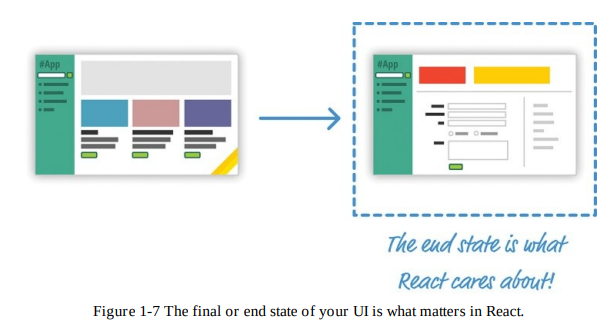 #App
#App
The end state is what
React cares about!
Figure 1-7 The final or end state of your UI is what matters in React.